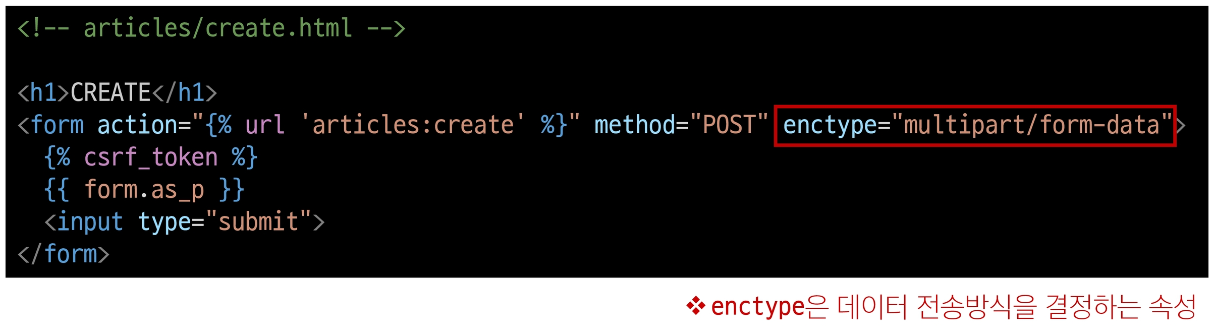 <!-- articles/create.html -->
<h1>CREATE</h1>
<form action="{% url 'articles:create' %}" method="POST" enctype="multipart/form-data">
  {% csrf_token %}
  {{ form.as_p }}
  <input type="submit">
</form>
❖ enctype은 데이터 전송방식을 결정하는 속성